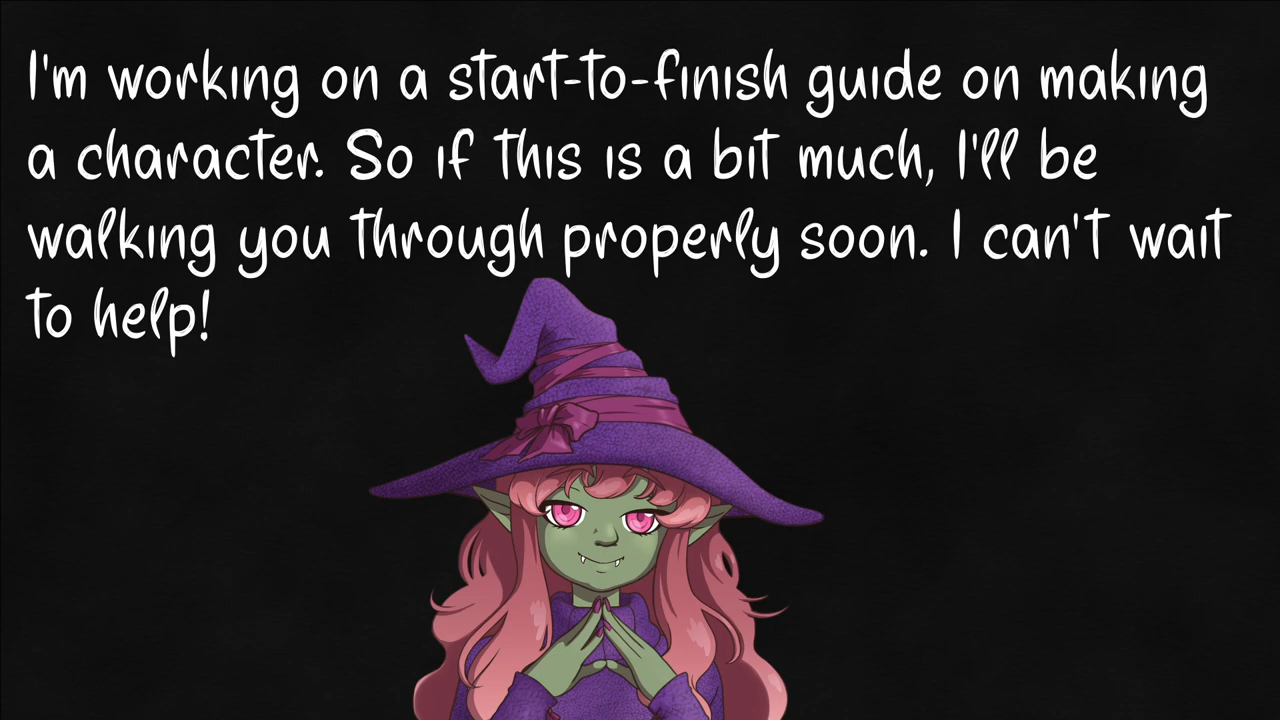 I'm working on a start-to-finish guide on making
a character. So if this is a bit much, I'll be
walking you through properly soon. I can't wait
to help!